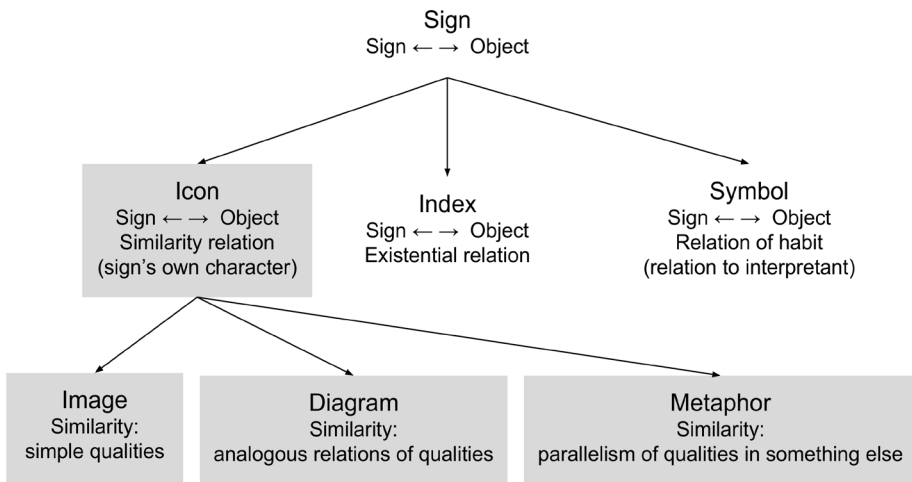 Sign
Sign ← → Object
Icon
Sign ← → Object
Similarity relation
(sign's own character)
Index
Sign ← → Object
Existential relation
Symbol
Sign ← → Object
Relation of habit
(relation to interpretant)
Image
Similarity:
simple qualities
Diagram
Similarity:
analogous relations of qualities
Metaphor
Similarity:
parallelism of qualities in something else